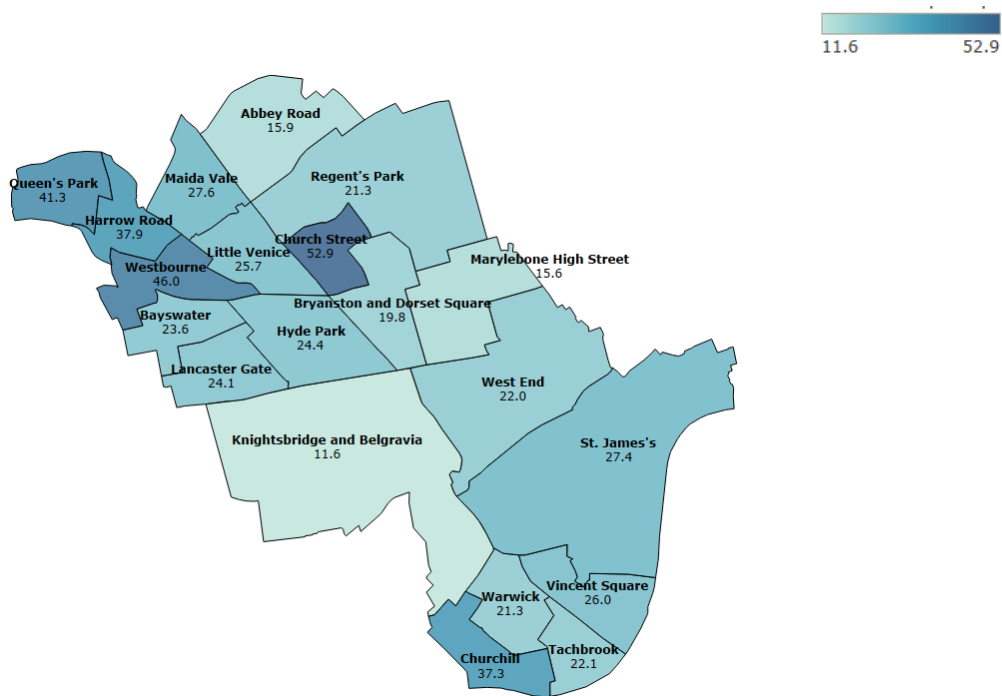 11.6 52.9
Abbey Road
15.9
Queen's Park
41.3
Maida Vale
27.6
Regent's Park
21.3
Harrow Road
37.9
Church Street
52.9
Little Venice
25.7
Westbourne
46.0
Marylebone High Street
15.6
Bryanston and Dorset Square
19.8
Bayswater
23.6
Hyde Park
24.4
Lancaster Gate
24.1
West End
22.0
Knightsbridge and Belgravia
11.6
St. James's
27.4
Vincent Square
26.0
Warwick
21.3
Tachbrook
22.1
Churchill
37.3